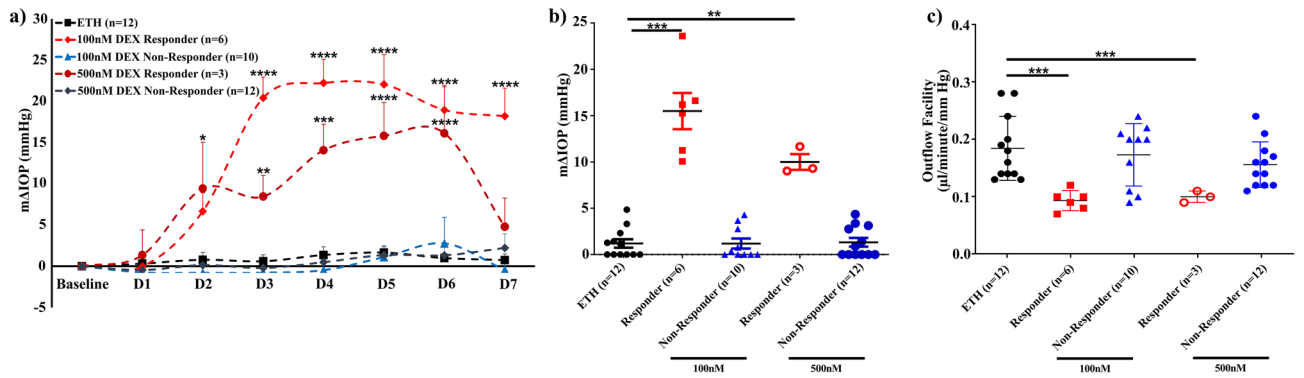 a)
mΔIOP (mmHg)
30
25
20
15
10
5
0
-5
ETH (n=12)
100nM DEX Responder (n=6)
100nM DEX Non-Responder (n=10)
500nM DEX Responder (n=3)
500nM DEX Non-Responder (n=12)
*
**
****
***
****
****
****
****
****
****
Baseline D1 D2 D3 D4 D5 D6 D7
b)
mΔIOP (mmHg)
25
20
15
10
5
0
**
***
ETH (n=12)
Responder (n=6)
Non-Responder (n=10)
Responder (n=3)
Non-Responder (n=12)
100nM
500nM
c)
Outflow Facility
(µl/minute/mm Hg)
0.4
0.3
0.2
0.1
0.0
***
***
ETH (n=12)
Responder (n=6)
Non-Responder (n=10)
Responder (n=3)
Non-Responder (n=12)
100nM
500nM